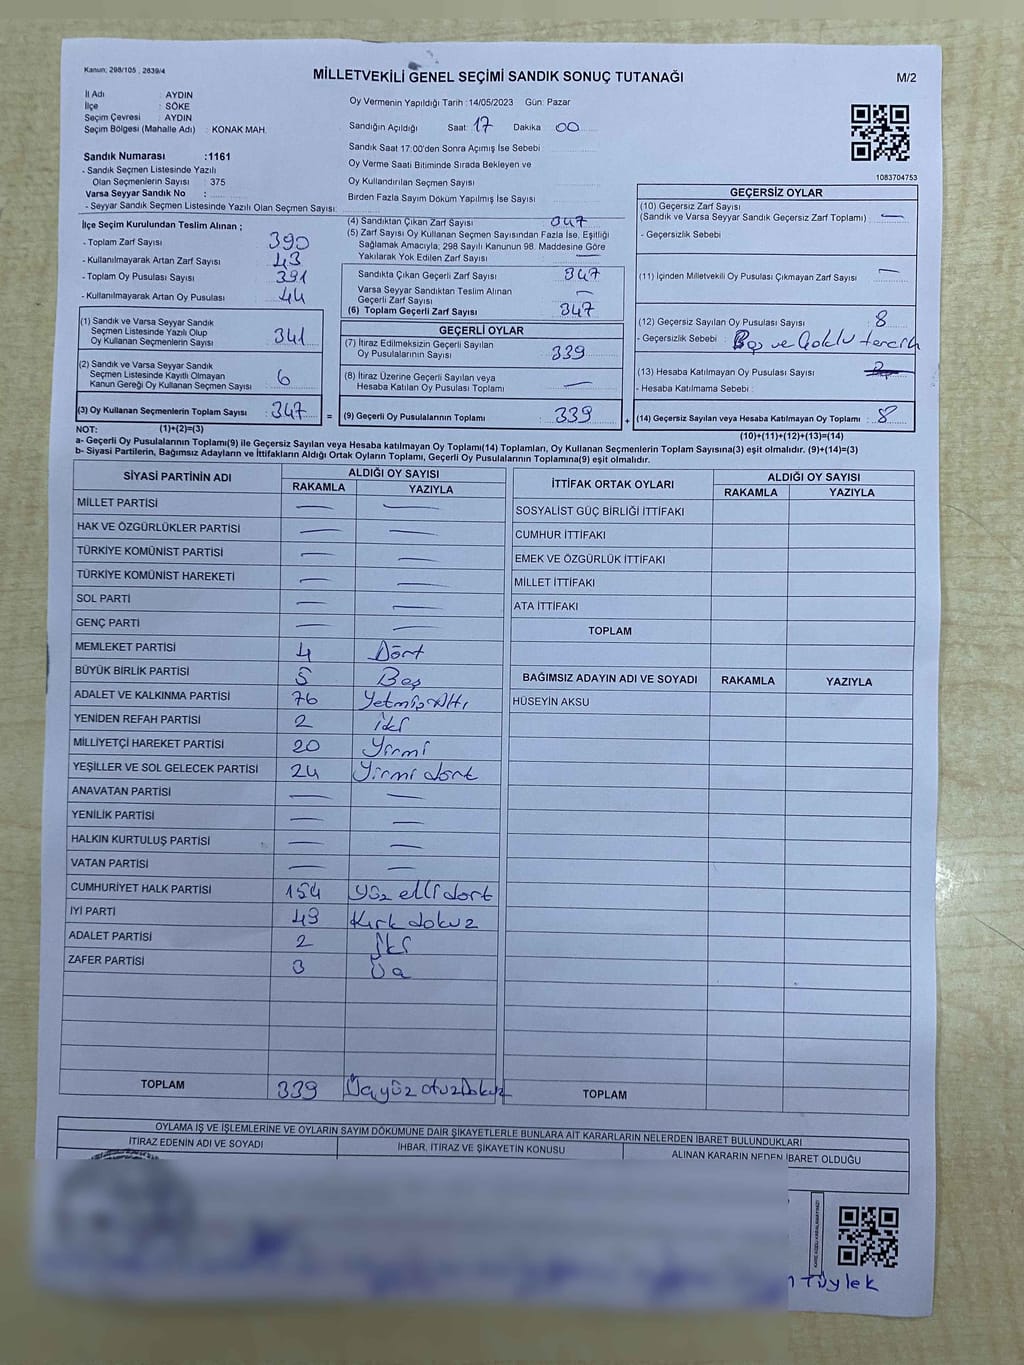 Kanun: 298/105 ; 2839/4
MİLLETVEKİLİ GENEL SEÇİMİ SANDIK SONUÇ TUTANAĞI
M/2
İl Adı : AYDIN
İlçe : SÖKE
Seçim Çevresi : AYDIN
Seçim Bölgesi (Mahalle Adı) : KONAK MAH.
Oy Vermenin Yapıldığı Tarih : 14/05/2023 Gün: Pazar
Sandığın Açıldığı Saat: 17 Dakika 00
Sandık Saat 17:00'den Sonra Açımış İse Sebebi
Oy Verme Saati Bitiminde Sırada Bekleyen ve
Oy Kullandırılan Seçmen Sayısı
Birden Fazla Sayım Döküm Yapılmış İse Sayısı
Sandık Numarası :1161
- Sandık Seçmen Listesinde Yazılı
Olan Seçmenlerin Sayısı : 375
Varsa Seyyar Sandık No :
- Seyyar Sandık Seçmen Listesinde Yazılı Olan Seçmen Sayısı:
1083704753
İlçe Seçim Kurulundan Teslim Alınan ;
- Toplam Zarf Sayısı 390
- Kullanılmayarak Artan Zarf Sayısı 43
- Toplam Oy Pusulası Sayısı 391
- Kullanılmayarak Artan Oy Pusulası 44
(1) Sandık ve Varsa Seyyar Sandık
Seçmen Listesinde Yazılı Olup
Oy Kullanan Seçmenlerin Sayısı 341
(2) Sandık ve Varsa Seyyar Sandık
Seçmen Listesinde Kayıtlı Olmayan
Kanun Gereği Oy Kullanan Seçmen Sayısı 6
(3) Oy Kullanan Seçmenlerin Toplam Sayısı 347 =
(4) Sandıktan Çıkan Zarf Sayısı 347
(5) Zarf Sayısı Oy Kullanan Seçmen Sayısından Fazla İse, Eşitliği
Sağlamak Amacıyla; 298 Sayılı Kanunun 98. Maddesine Göre
Yakılarak Yok Edilen Zarf Sayısı —
Sandıkta Çıkan Geçerli Zarf Sayısı 347
Varsa Seyyar Sandıktan Teslim Alınan
Geçerli Zarf Sayısı —
(6) Toplam Geçerli Zarf Sayısı 347
GEÇERLİ OYLAR
(7) İtiraz Edilmeksizin Geçerli Sayılan
Oy Pusulalarının Sayısı 339
(8) İtiraz Üzerine Geçerli Sayılan veya
Hesaba Katılan Oy Pusulası Toplamı —
(9) Geçerli Oy Pusulalarının Toplamı 339 +
GEÇERSİZ OYLAR
(10) Geçersiz Zarf Sayısı
(Sandık ve Varsa Seyyar Sandık Geçersiz Zarf Toplamı) —
- Geçersizlik Sebebi
(11) İçinden Milletvekili Oy Pusulası Çıkmayan Zarf Sayısı —
(12) Geçersiz Sayılan Oy Pusulası Sayısı 8
- Geçersizlik Sebebi : Boş ve Çoklu tercih
(13) Hesaba Katılmayan Oy Pusulası Sayısı
- Hesaba Katılmama Sebebi :
(14) Geçersiz Sayılan veya Hesaba Katılmayan Oy Toplamı 8
NOT: (1)+(2)=(3)
(10)+(11)+(12)+(13)=(14)
a- Geçerli Oy Pusulalarının Toplamı(9) ile Geçersiz Sayılan veya Hesaba katılmayan Oy Toplamı(14) Toplamları, Oy Kullanan Seçmenlerin Toplam Sayısına(3) eşit olmalıdır. (9)+(14)=(3)
b- Siyasi Partilerin, Bağımsız Adayların ve İttifakların Aldığı Ortak Oyların Toplamı, Geçerli Oy Pusulalarının Toplamına(9) eşit olmalıdır.
SİYASİ PARTİNİN ADI ALDIĞI OY SAYISI
RAKAMLA YAZIYLA
MİLLET PARTİSİ — —
HAK VE ÖZGÜRLÜKLER PARTİSİ — —
TÜRKİYE KOMÜNİST PARTİSİ — —
TÜRKİYE KOMÜNİST HAREKETİ — —
SOL PARTİ — —
GENÇ PARTİ — —
MEMLEKET PARTİSİ 4 Dört
BÜYÜK BİRLİK PARTİSİ 5 Beş
ADALET VE KALKINMA PARTİSİ 76 Yetmiş Altı
YENİDEN REFAH PARTİSİ 2 iki
MİLLİYETÇİ HAREKET PARTİSİ 20 Yirmi
YEŞİLLER VE SOL GELECEK PARTİSİ 24 Yirmi dört
ANAVATAN PARTİSİ — —
YENİLİK PARTİSİ — —
HALKIN KURTULUŞ PARTİSİ — —
VATAN PARTİSİ — —
CUMHURİYET HALK PARTİSİ 154 Yüz elli dört
İYİ PARTİ 49 Kırk dokuz
ADALET PARTİSİ 2 İki
ZAFER PARTİSİ 3 Üç
TOPLAM 339 Üçyüz otuzDokuz
İTTİFAK ORTAK OYLARI ALDIĞI OY SAYISI
RAKAMLA YAZIYLA
SOSYALİST GÜÇ BİRLİĞİ İTTİFAKI
CUMHUR İTTİFAKI
EMEK VE ÖZGÜRLÜK İTTİFAKI
MİLLET İTTİFAKI
ATA İTTİFAKI
TOPLAM
BAĞIMSIZ ADAYIN ADI VE SOYADI RAKAMLA YAZIYLA
HÜSEYİN AKSU
TOPLAM
OYLAMA İŞ VE İŞLEMLERİNE VE OYLARIN SAYIM DÖKÜMÜNE DAİR ŞİKAYETLERLE BUNLARA AİT KARARLARIN NELERDEN İBARET BULUNDUKLARI
İTİRAZ EDENİN ADI VE SOYADI İHBAR, İTİRAZ VE ŞİKAYETİN KONUSU ALINAN KARARIN NEDEN İBARET OLDUĞU
Tüylek